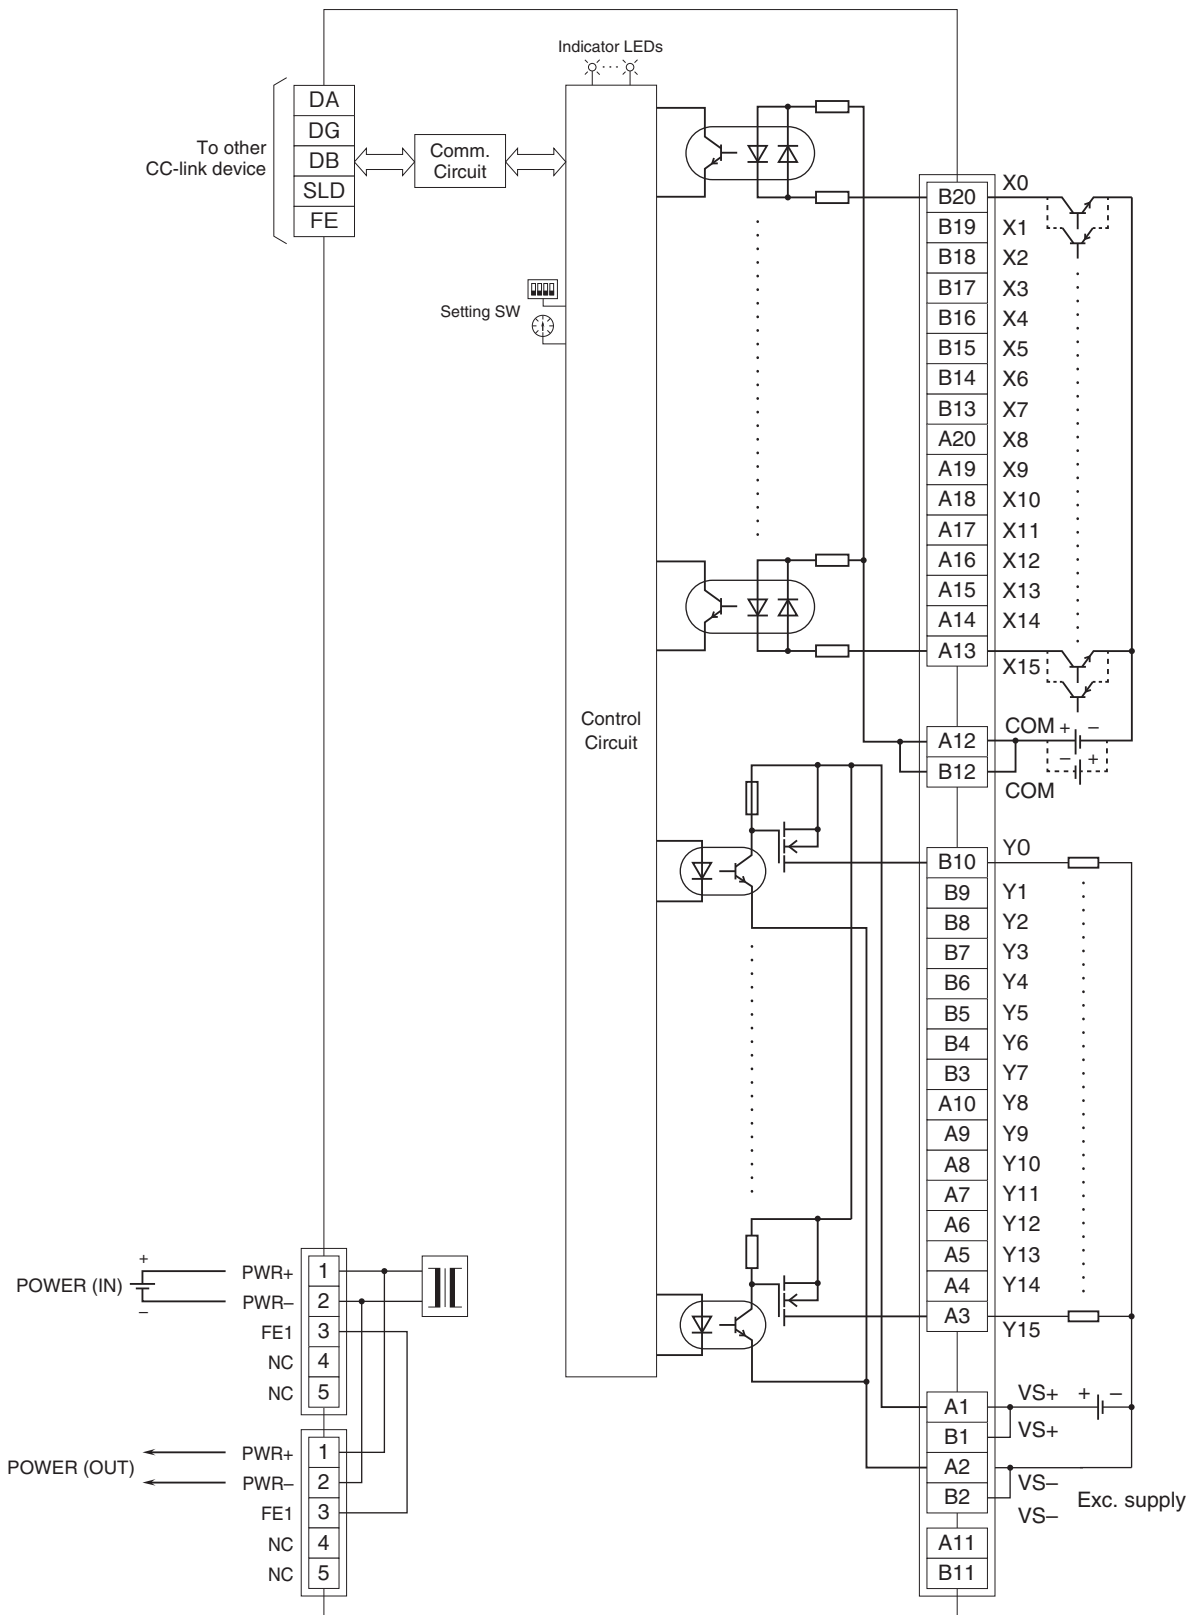 Indicator LEDs
DA
DG
DB
SLD
FE
To other
CC-link device
Comm.
Circuit
Setting SW
Control
Circuit
B20 X0
B19 X1
B18 X2
B17 X3
B16 X4
B15 X5
B14 X6
B13 X7
A20 X8
A19 X9
A18 X10
A17 X11
A16 X12
A15 X13
A14 X14
A13 X15
A12 COM + −
B12 COM − +
B10 Y0
B9 Y1
B8 Y2
B7 Y3
B6 Y4
B5 Y5
B4 Y6
B3 Y7
A10 Y8
A9 Y9
A8 Y10
A7 Y11
A6 Y12
A5 Y13
A4 Y14
A3 Y15
A1 VS+ + −
B1 VS+
A2 VS–
B2 VS–
Exc. supply
A11
B11
POWER (IN) + −
PWR+ 1
PWR– 2
FE1 3
NC 4
NC 5
POWER (OUT)
PWR+ 1
PWR– 2
FE1 3
NC 4
NC 5